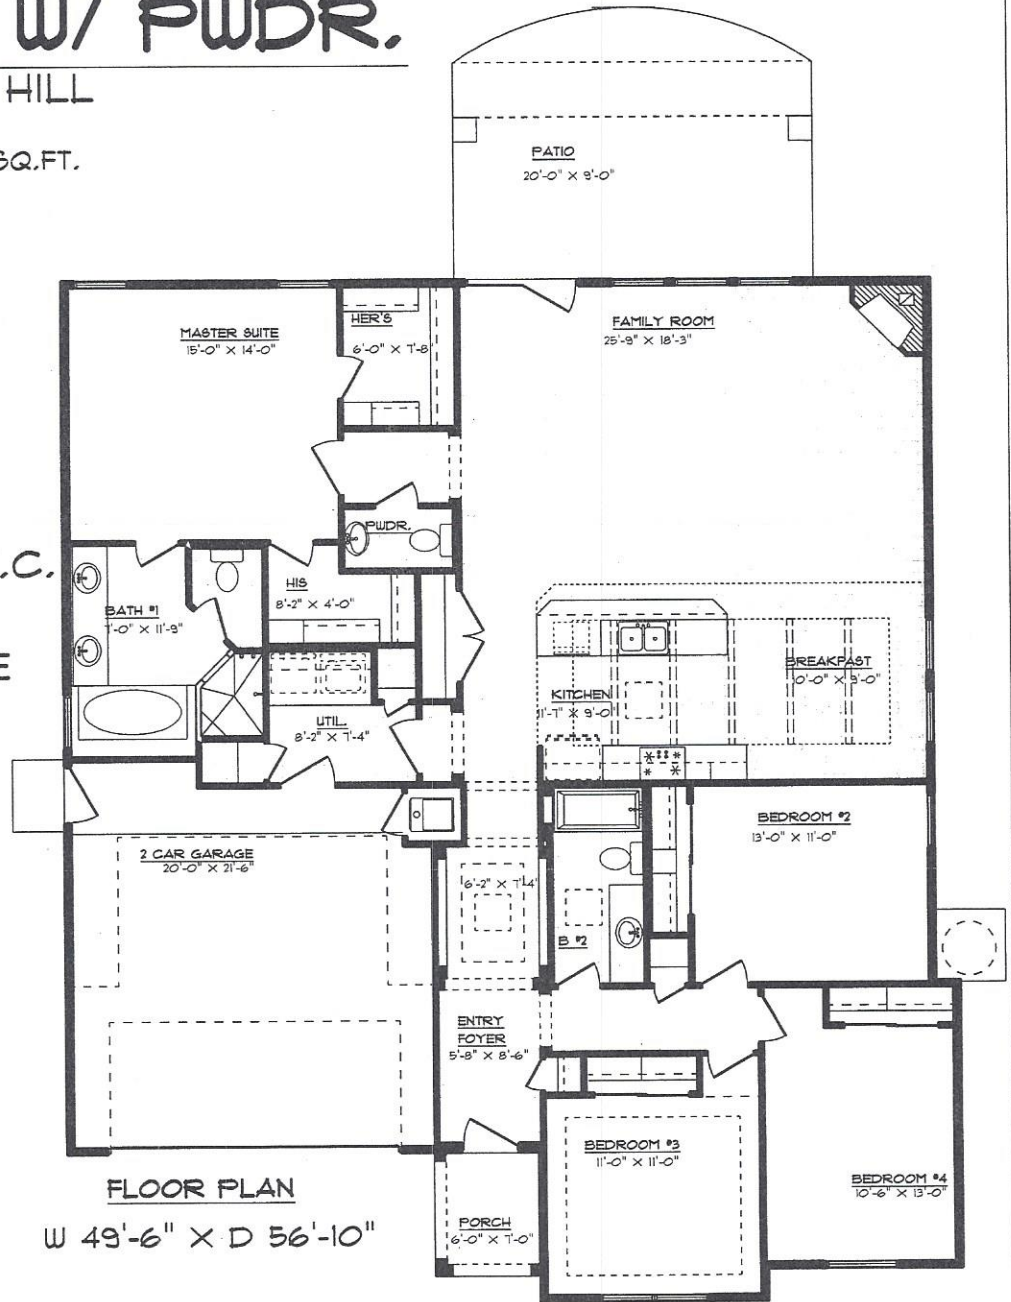 W/ PWDR.
HILL
SQ.FT.
PATIO
20'-0" X 9'-0"
MASTER SUITE
15'-0" X 14'-0"
HER'S
6'-0" X 7'-8"
FAMILY ROOM
25'-9" X 18'-3"
PWDR.
.C.
HIS
8'-2" X 4'-0"
BATH #1
7'-0" X 11'-9"
E
BREAKFAST
10'-0" X 9'-0"
KITCHEN
11'-7" X 9'-0"
UTIL.
8'-2" X 7'-4"
BEDROOM #2
13'-0" X 11'-0"
2 CAR GARAGE
20'-0" X 21'-6"
6'-2" X 7'-4"
B #2
ENTRY
FOYER
5'-8" X 8'-6"
BEDROOM #3
11'-0" X 11'-0"
BEDROOM #4
10'-6" X 13'-0"
FLOOR PLAN
W 49'-6" X D 56'-10"
PORCH
6'-0" X 7'-0"